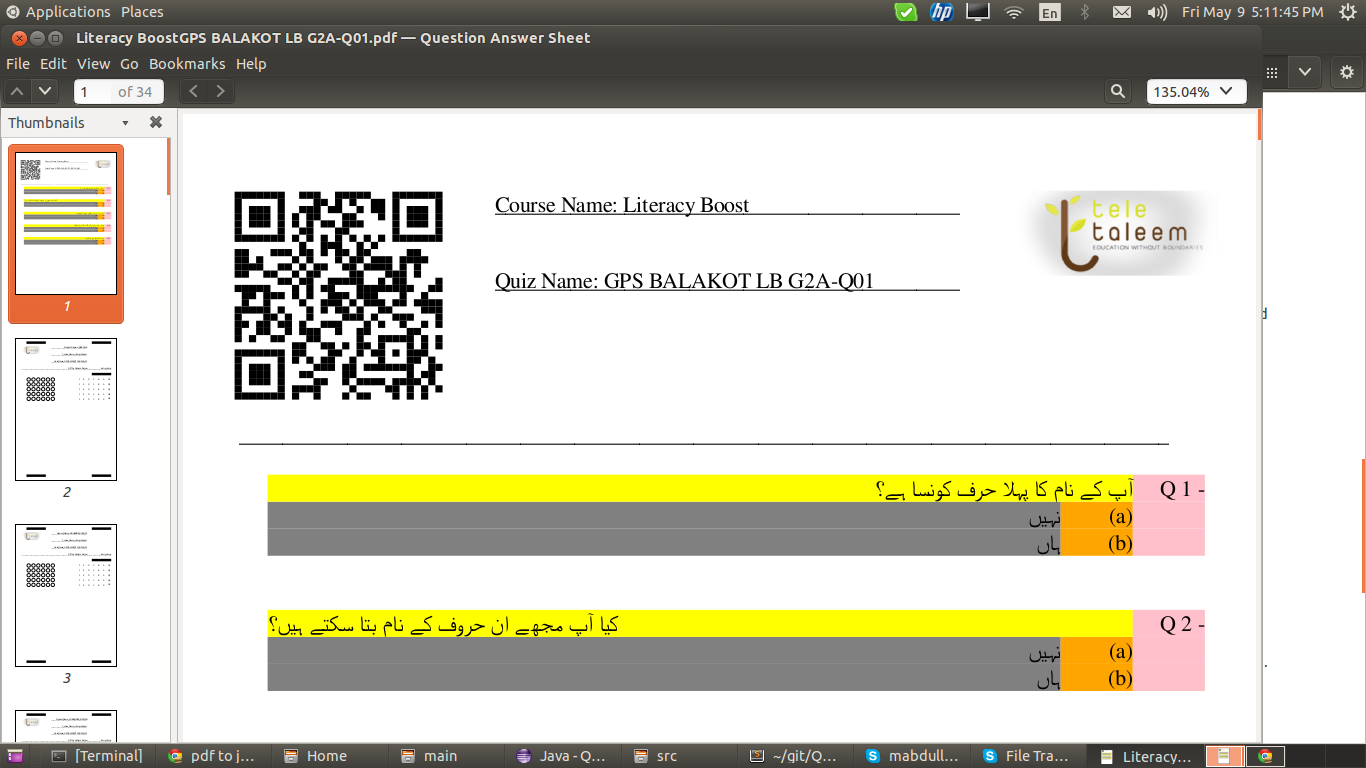 Applications Places
En
Fri May 9 5:11:45 PM
Literacy BoostGPS BALAKOT LB G2A-Q01.pdf — Question Answer Sheet
File Edit View Go Bookmarks Help
1 of 34
135.04%
Thumbnails
1
2
3
Course Name: Literacy Boost
Quiz Name: GPS BALAKOT LB G2A-Q01
tele
taleem
EDUCATION WITHOUT BOUNDARIES
Q 1 - آپ کے نام کا پہلا حرف کونسا ہے؟
(a) نہیں
(b) ہاں
Q 2 - کیا آپ مجھے ان حروف کے نام بتا سکتے ہیں؟
(a) نہیں
(b) ہاں
[Terminal] pdf to j... Home main Java - Q... src ~/git/Q... mabdull... File Tra... Literacy...